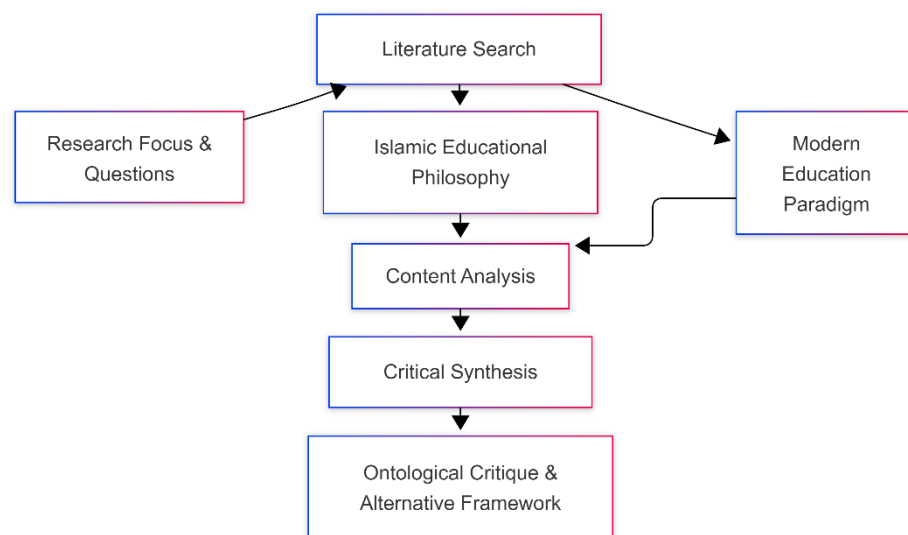 Literature Search
Research Focus &
Questions
Islamic Educational
Philosophy
Modern
Education
Paradigm
Content Analysis
Critical Synthesis
Ontological Critique &
Alternative Framework